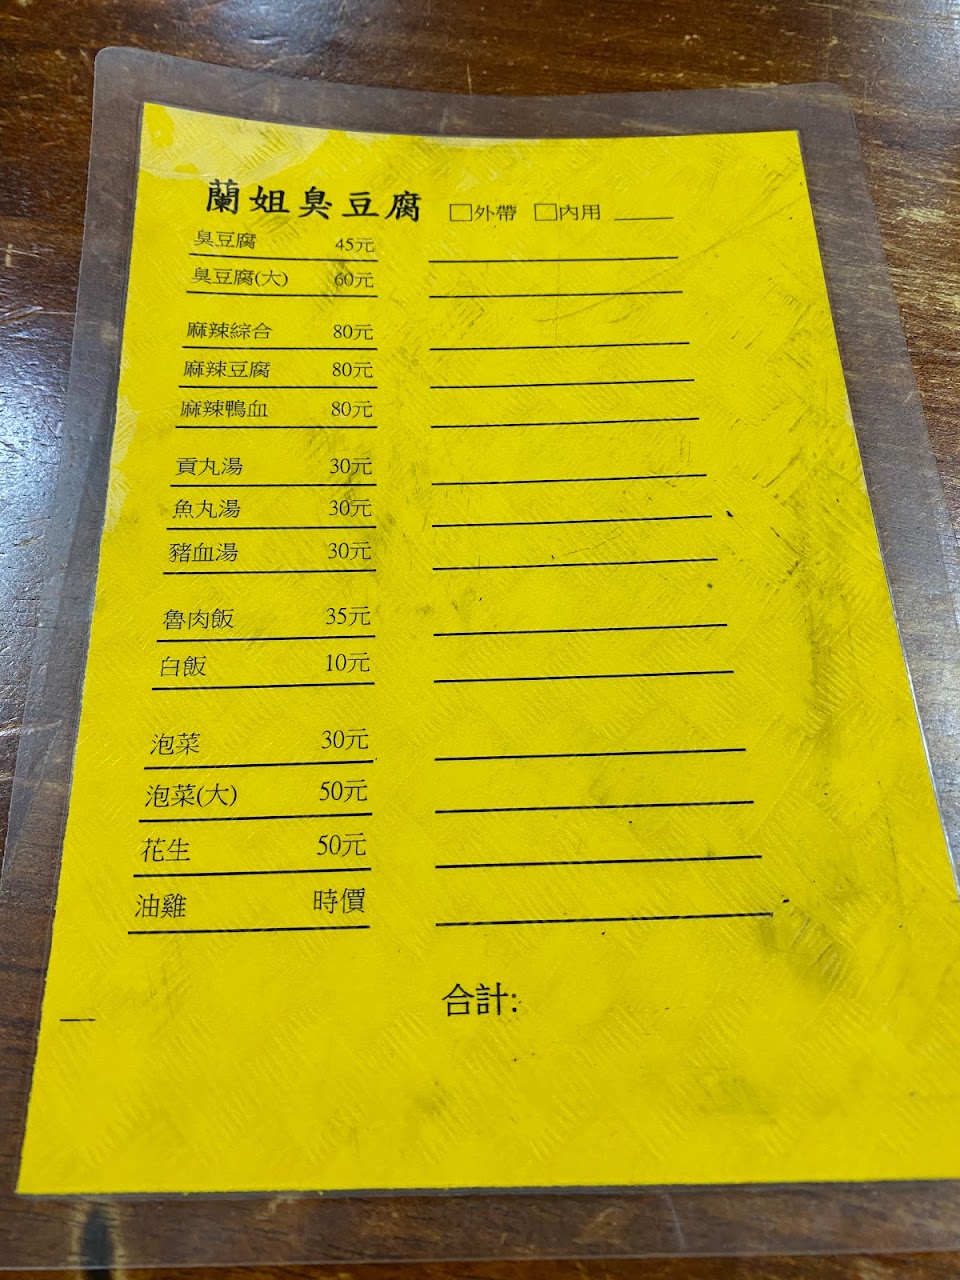 蘭姐臭豆腐 □外帶 □內用 ____
臭豆腐 45元
臭豆腐(大) 60元
麻辣綜合 80元
麻辣豆腐 80元
麻辣鴨血 80元
貢丸湯 30元
魚丸湯 30元
豬血湯 30元
魯肉飯 35元
白飯 10元
泡菜 30元
泡菜(大) 50元
花生 50元
油雞 時價
合計: